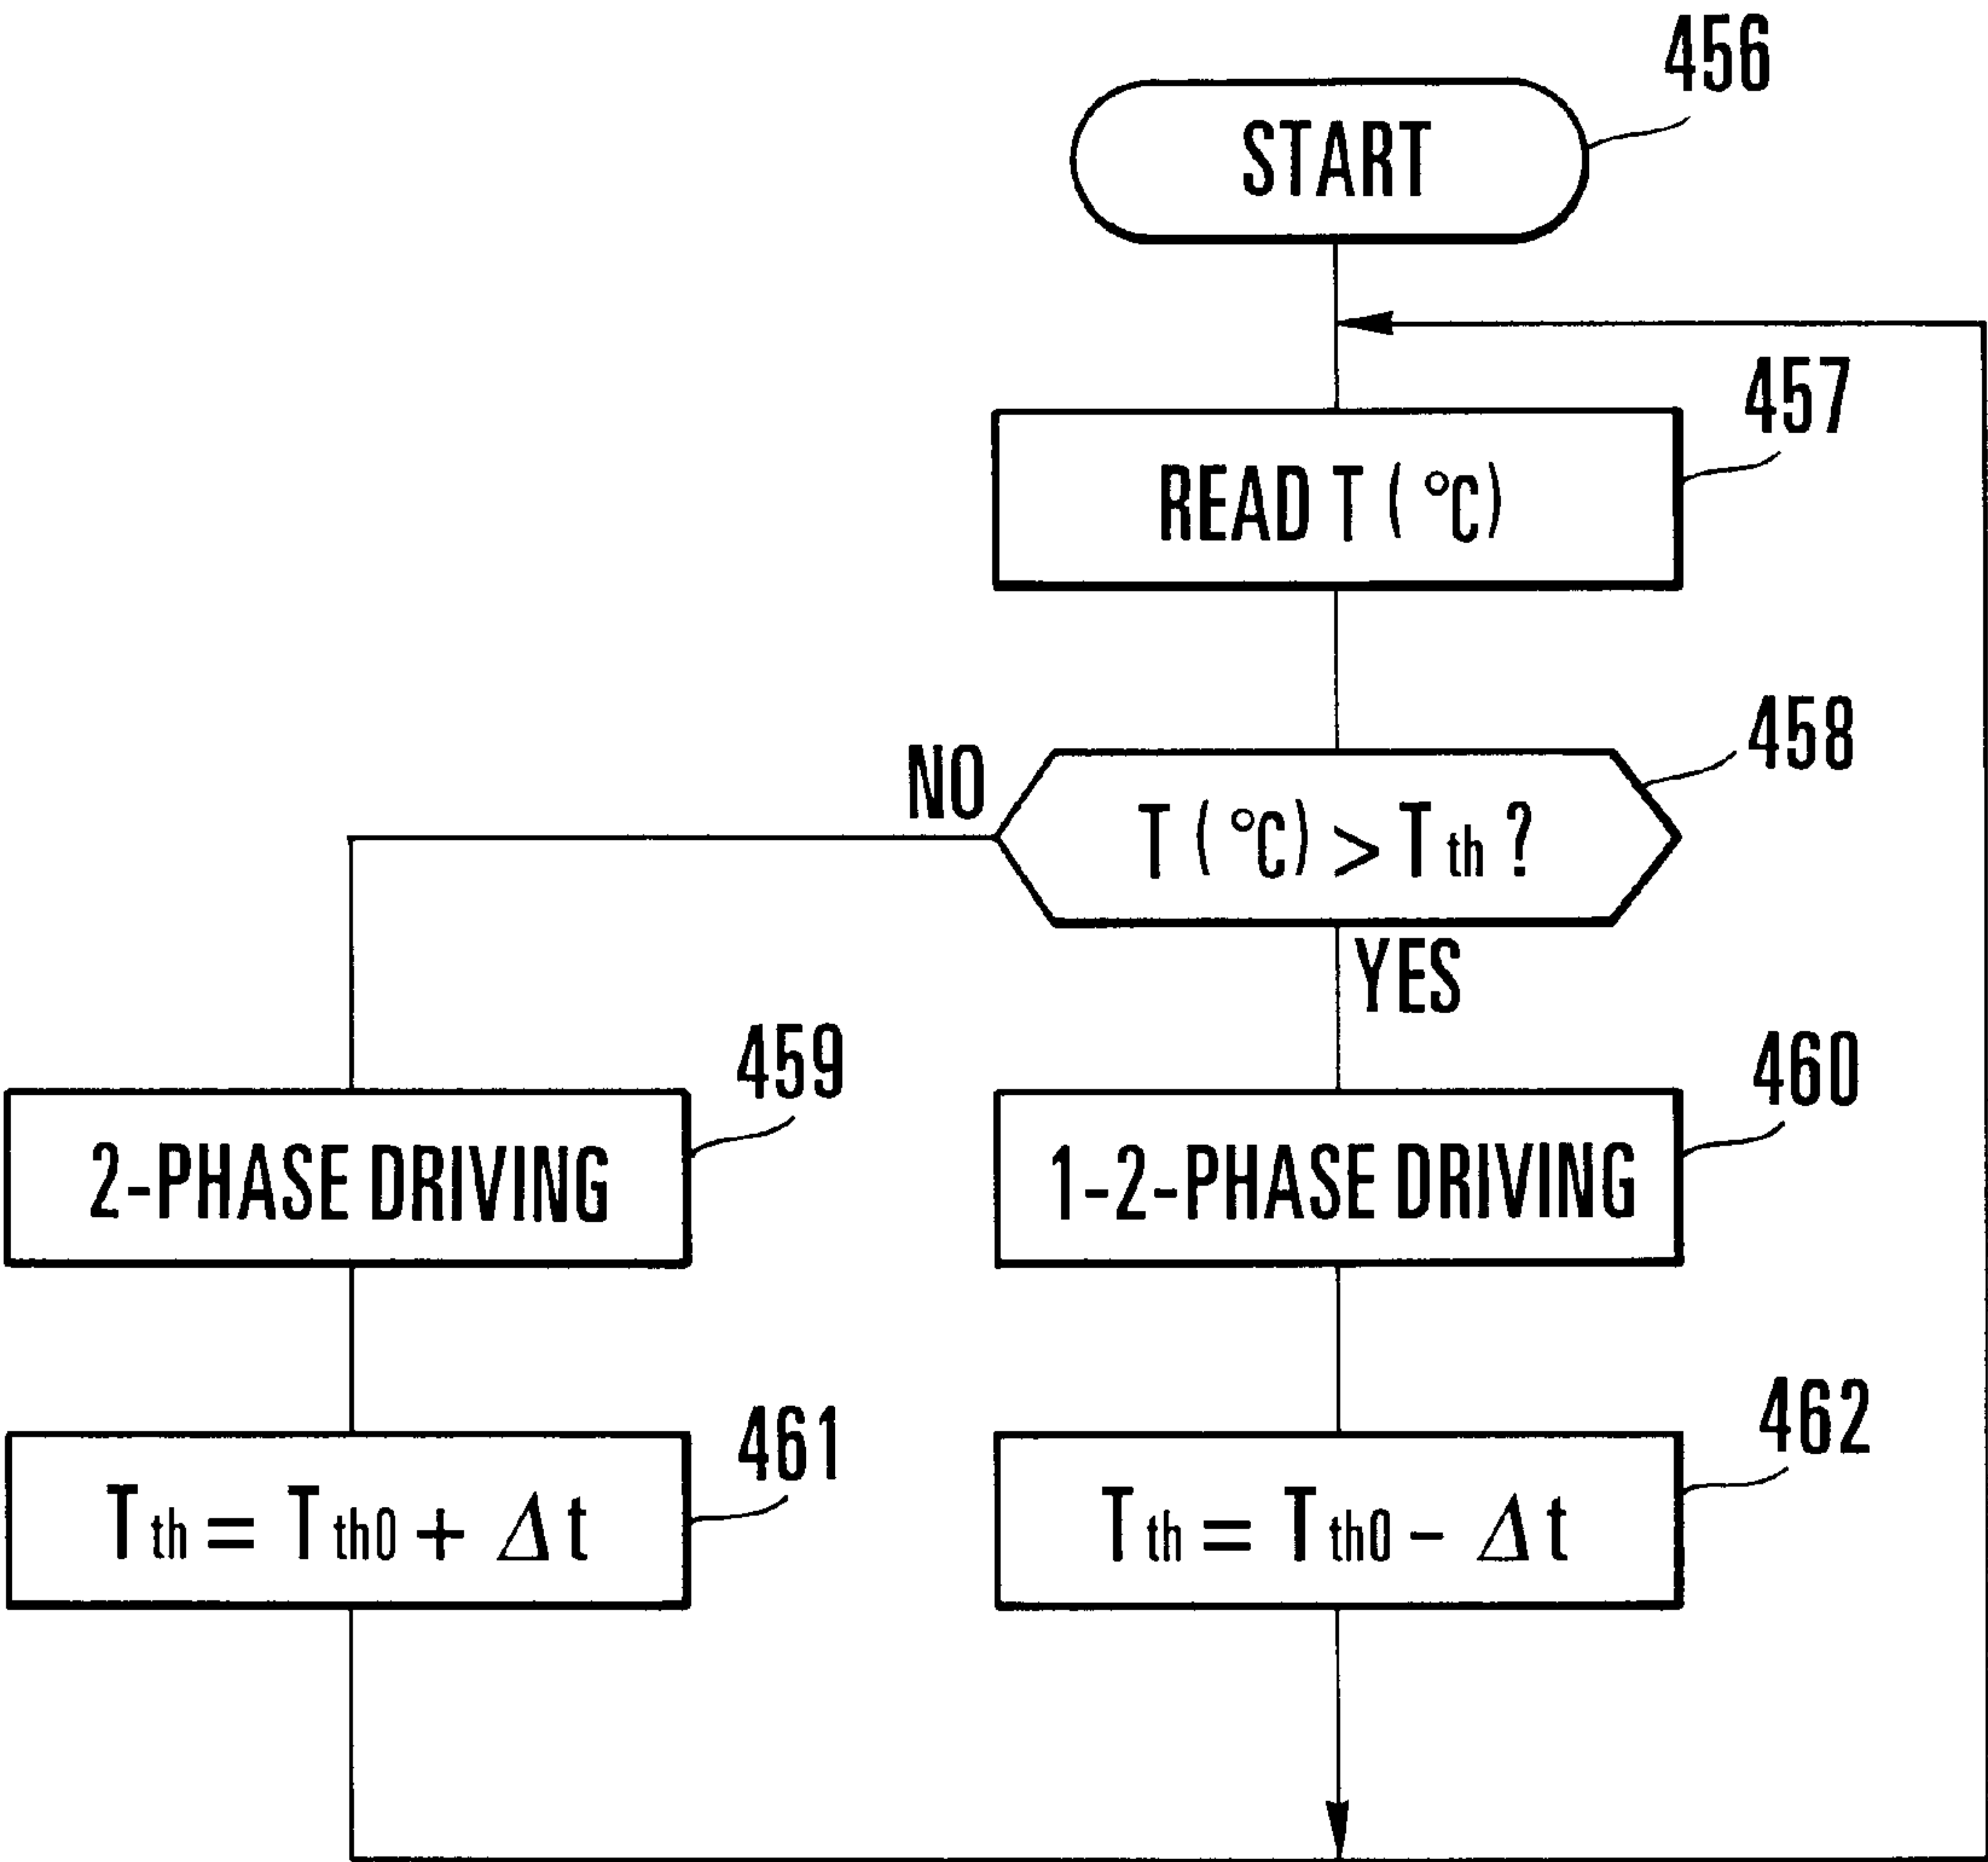 456
START
457
READ T (°C)
458
NO
T (°C) > Tth ?
YES
459
460
2-PHASE DRIVING
1-2-PHASE DRIVING
461
462
Tth = Tth0 + Δt
Tth = Tth0 − Δt